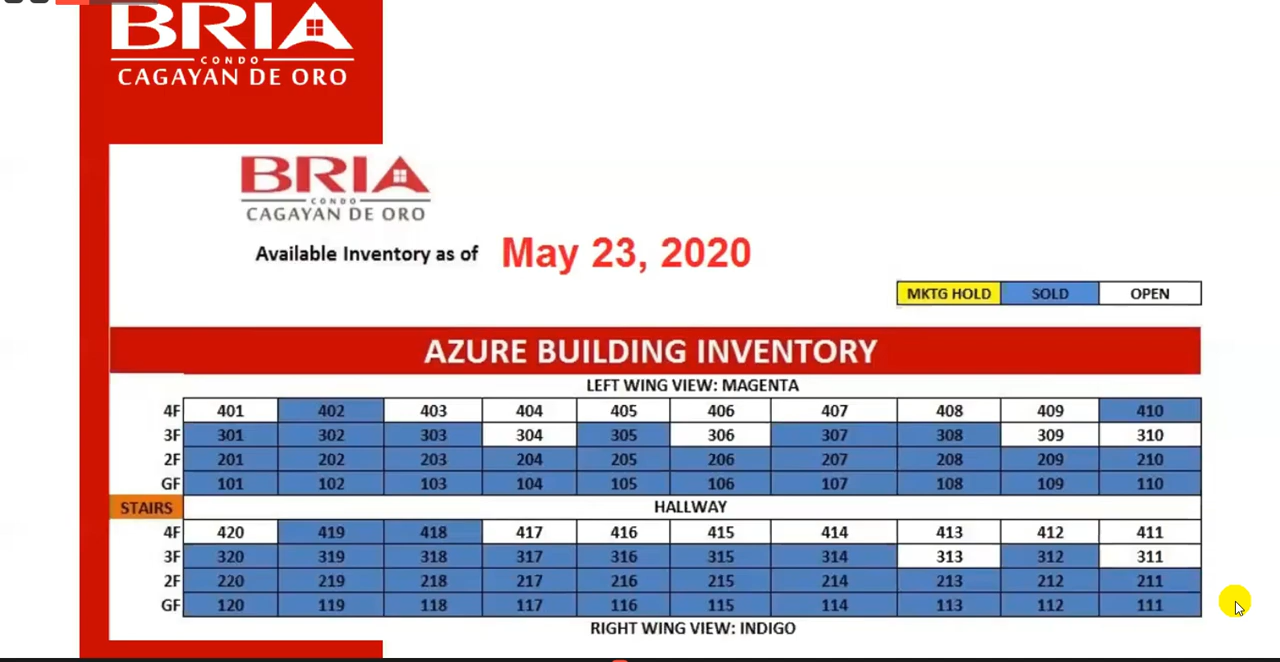 BRIA
CONDO
CAGAYAN DE ORO
BRIA
CONDO
CAGAYAN DE ORO
Available Inventory as of May 23, 2020
MKTG HOLD SOLD OPEN
AZURE BUILDING INVENTORY
LEFT WING VIEW: MAGENTA
4F 401 402 403 404 405 406 407 408 409 410
3F 301 302 303 304 305 306 307 308 309 310
2F 201 202 203 204 205 206 207 208 209 210
GF 101 102 103 104 105 106 107 108 109 110
STAIRS HALLWAY
4F 420 419 418 417 416 415 414 413 412 411
3F 320 319 318 317 316 315 314 313 312 311
2F 220 219 218 217 216 215 214 213 212 211
GF 120 119 118 117 116 115 114 113 112 111
RIGHT WING VIEW: INDIGO